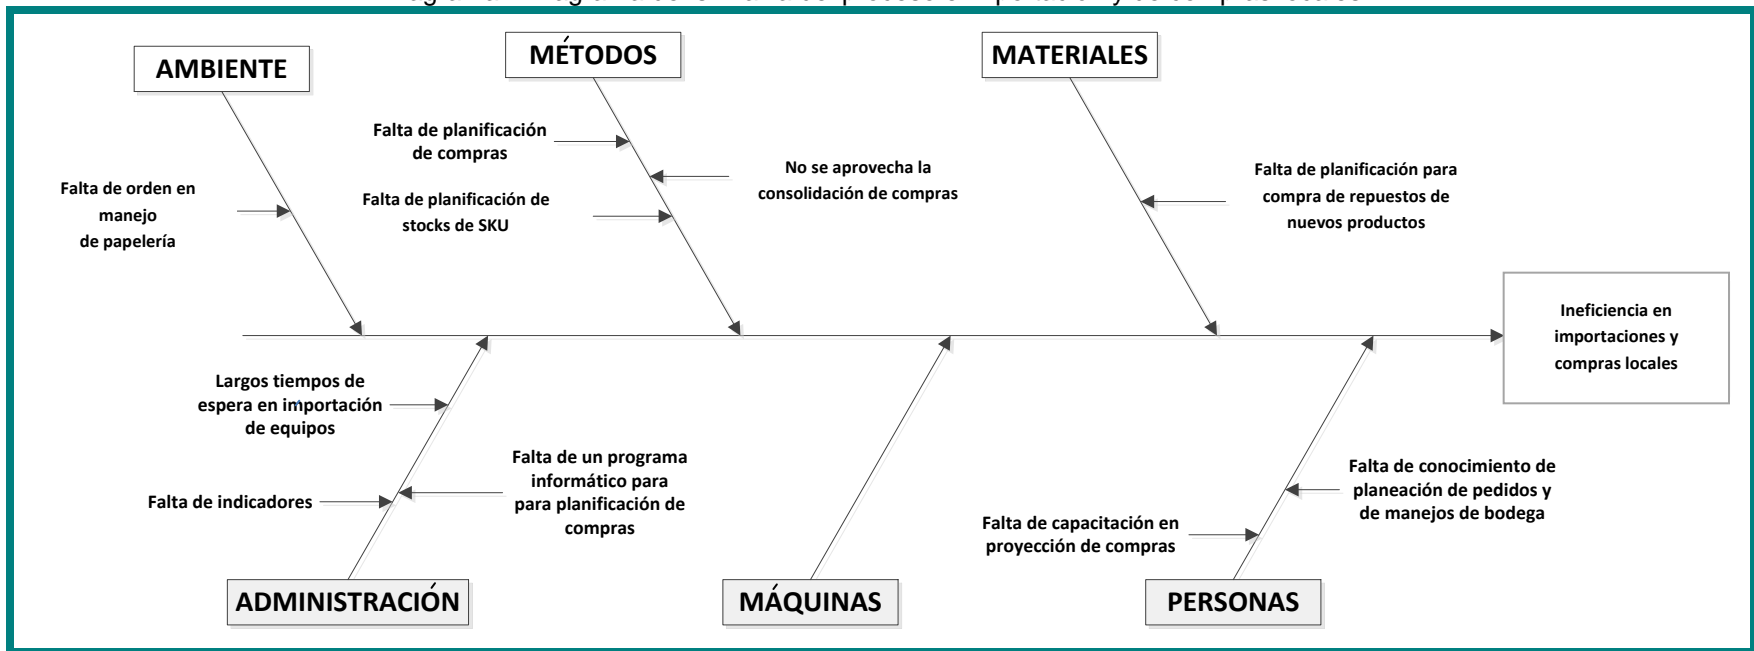 AMBIENTE
MÉTODOS
MATERIALES
Falta de planificación
de compras
No se aprovecha la
consolidación de compras
Falta de planificación para
compra de repuestos de
nuevos productos
Falta de orden en
manejo
de papelería
Falta de planificación de
stocks de SKU
Ineficiencia en
importaciones y
compras locales
Largos tiempos de
espera en importación
de equipos
Falta de indicadores
Falta de un programa
informático para
para planificación de
compras
Falta de capacitación en
proyección de compras
Falta de conocimiento de
planeación de pedidos y
de manejos de bodega
ADMINISTRACIÓN
MÁQUINAS
PERSONAS